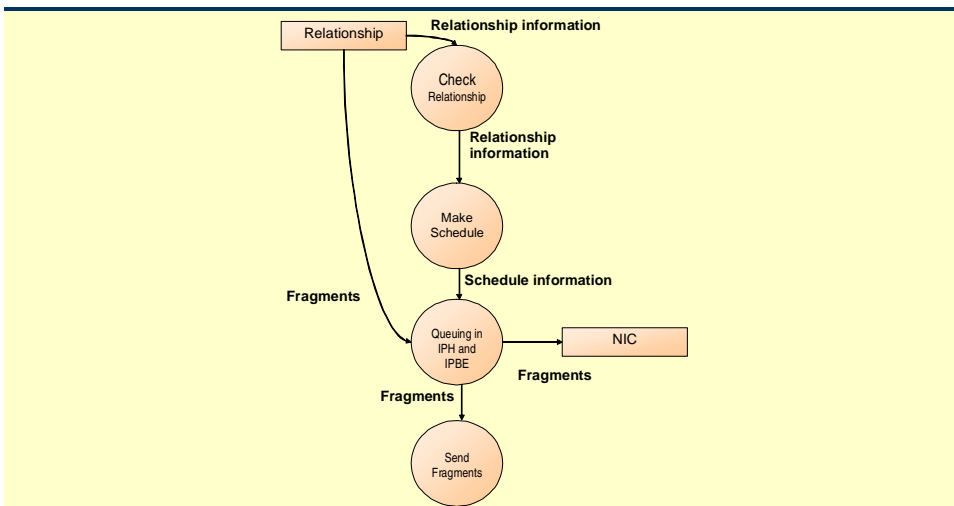 Relationship information
Relationship
Check
Relationship
Relationship
information
Make
Schedule
Schedule information
Fragments
Queuing in
IPH and
IPBE
NIC
Fragments
Fragments
Send
Fragments